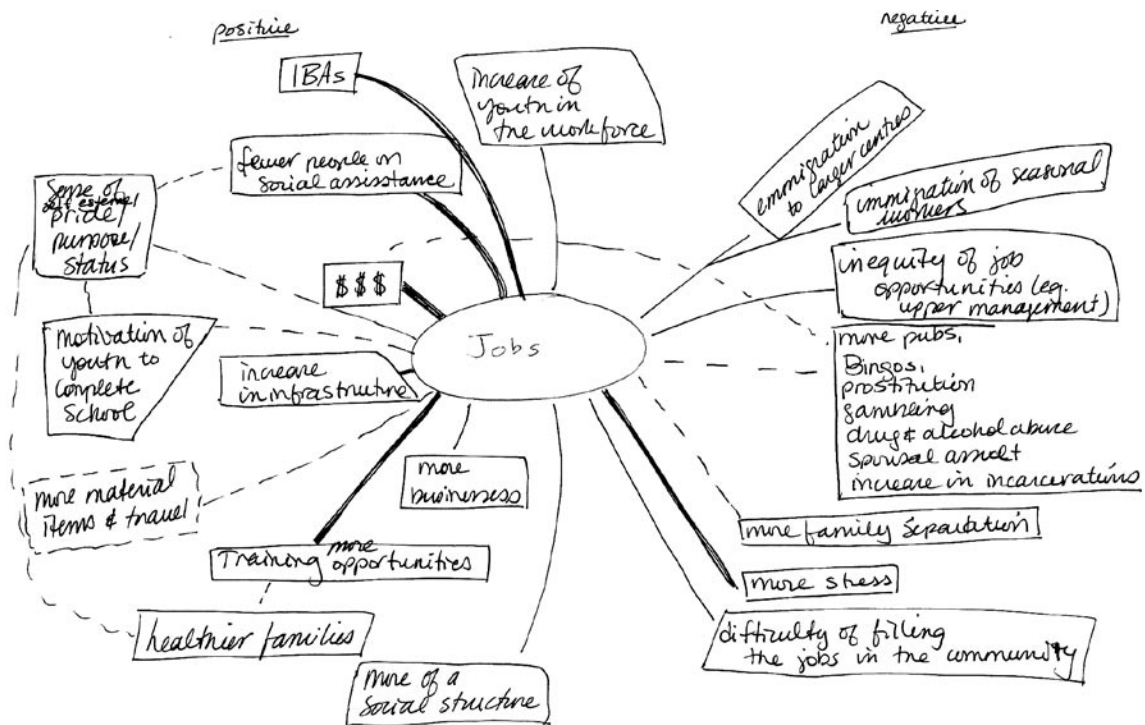 positive
negative
IBAs
increase of
youth in
the workforce
fewer people on
social assistance
Sense of
self esteem/
pride/
purpose/
status
$ $ $
motivation of
youth to
complete
school
increase
in infrastructure
Jobs
more material
items & travel
more
businesses
Training more
opportunities
healthier families
more of a
social structure
emmigration
to larger centres
immigration of seasonal
workers
inequity of job
opportunities (eg.
upper management)
more pubs,
Bingos,
prostitution
gambling
drug & alcohol abuse
spousal assult
increase in incarcerations
more family separation
more stress
difficulty of filling
the jobs in the community